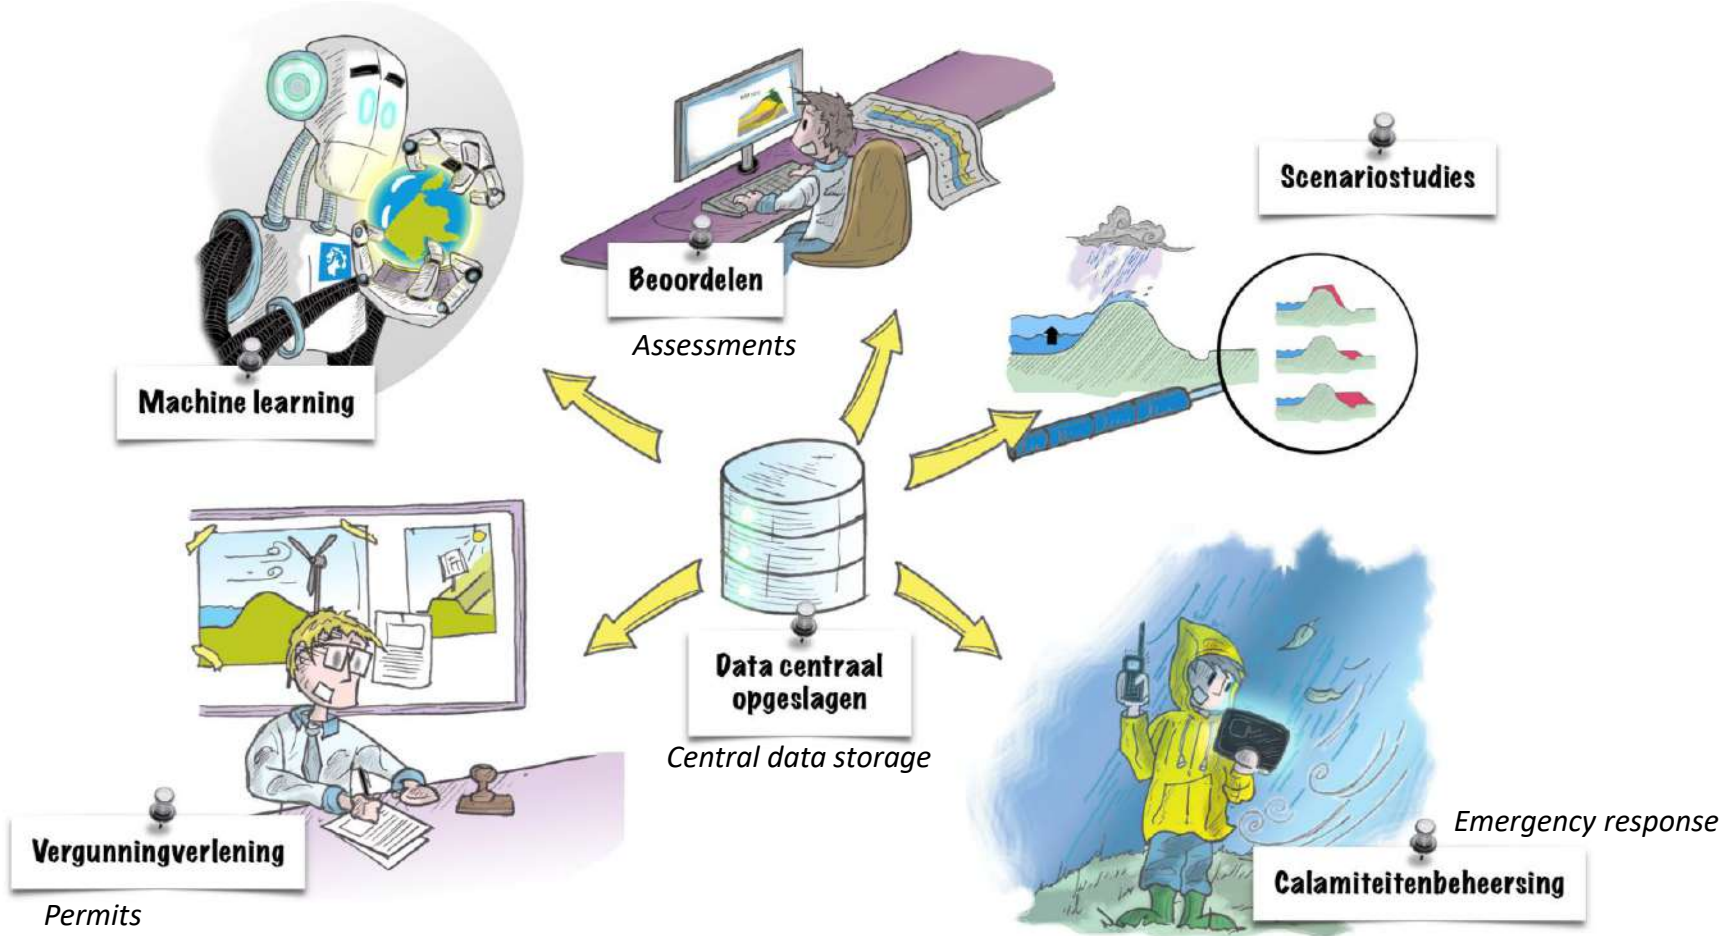 Machine learning
Beoordelen
Assessments
Scenariostudies
Data centraal
opgeslagen
Central data storage
Vergunningverlening
Permits
Emergency response
Calamiteitenbeheersing